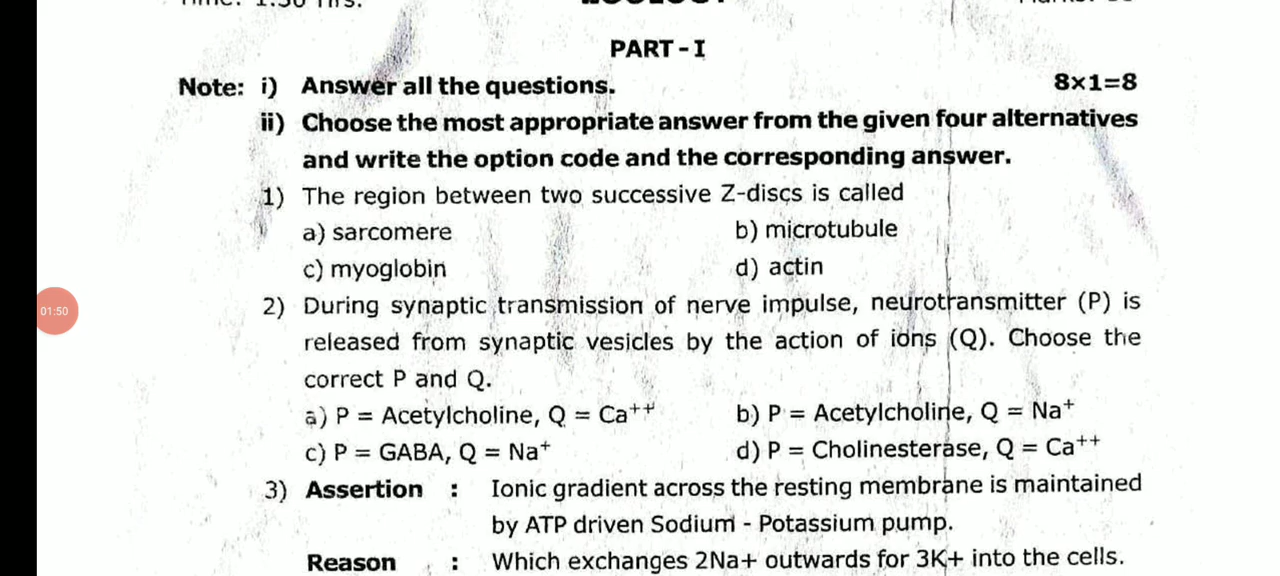 PART - I
Note: i) Answer all the questions. 8x1=8
ii) Choose the most appropriate answer from the given four alternatives
and write the option code and the corresponding answer.
1) The region between two successive Z-discs is called
a) sarcomere b) microtubule
c) myoglobin d) actin
2) During synaptic transmission of nerve impulse, neurotransmitter (P) is
released from synaptic vesicles by the action of ions (Q). Choose the
correct P and Q.
a) P = Acetylcholine, Q = Ca++ b) P = Acetylcholine, Q = Na+
c) P = GABA, Q = Na+ d) P = Cholinesterase, Q = Ca++
3) Assertion : Ionic gradient across the resting membrane is maintained
by ATP driven Sodium - Potassium pump.
Reason : Which exchanges 2Na+ outwards for 3K+ into the cells.
01:50